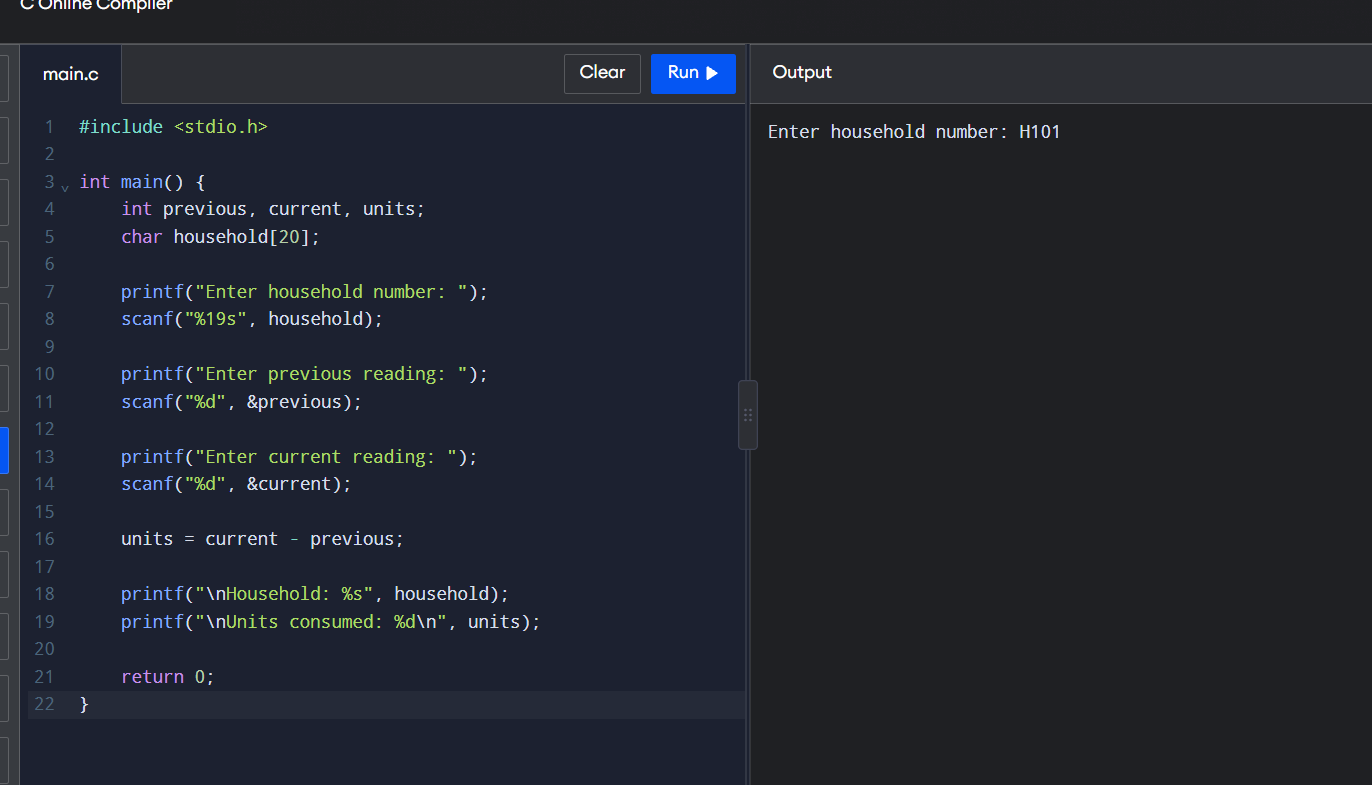 C Online Compiler
main.c
Clear
Run
Output
1 #include <stdio.h>
2
3 int main() {
4     int previous, current, units;
5     char household[20];
6
7     printf("Enter household number: ");
8     scanf("%19s", household);
9
10     printf("Enter previous reading: ");
11     scanf("%d", &previous);
12
13     printf("Enter current reading: ");
14     scanf("%d", &current);
15
16     units = current - previous;
17
18     printf("\nHousehold: %s", household);
19     printf("\nUnits consumed: %d\n", units);
20
21     return 0;
22 }
Enter household number: H101